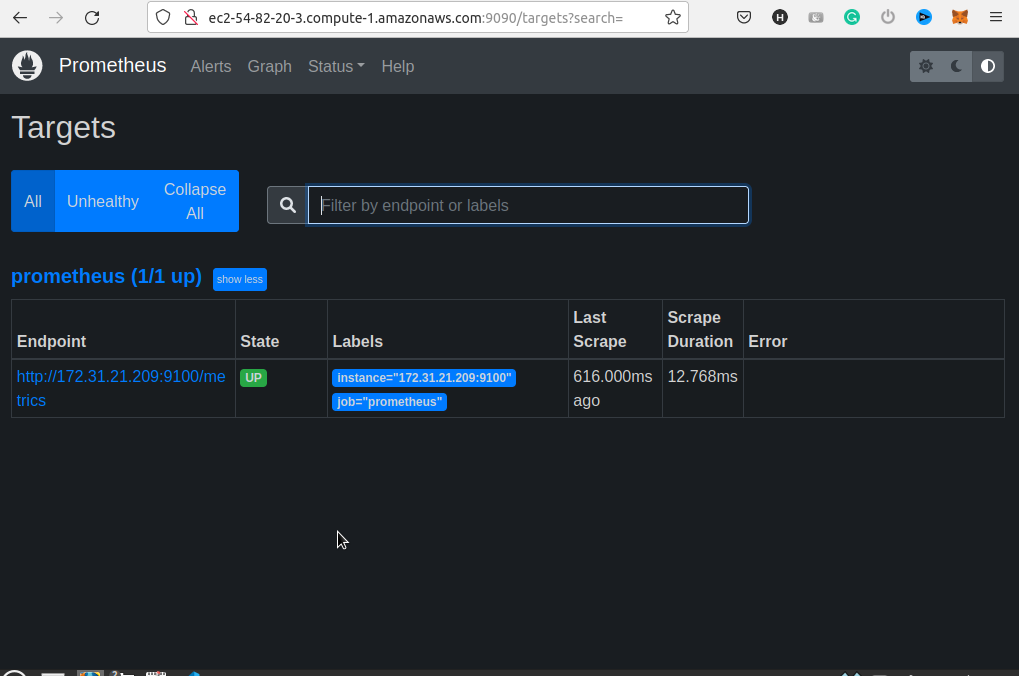 ec2-54-82-20-3.compute-1.amazonaws.com:9090/targets?search=
Prometheus Alerts Graph Status Help
Targets
All Unhealthy Collapse All
Filter by endpoint or labels
prometheus (1/1 up) show less
Endpoint State Labels Last Scrape Scrape Duration Error
http://172.31.21.209:9100/metrics UP instance="172.31.21.209:9100" 616.000ms ago 12.768ms
job="prometheus"